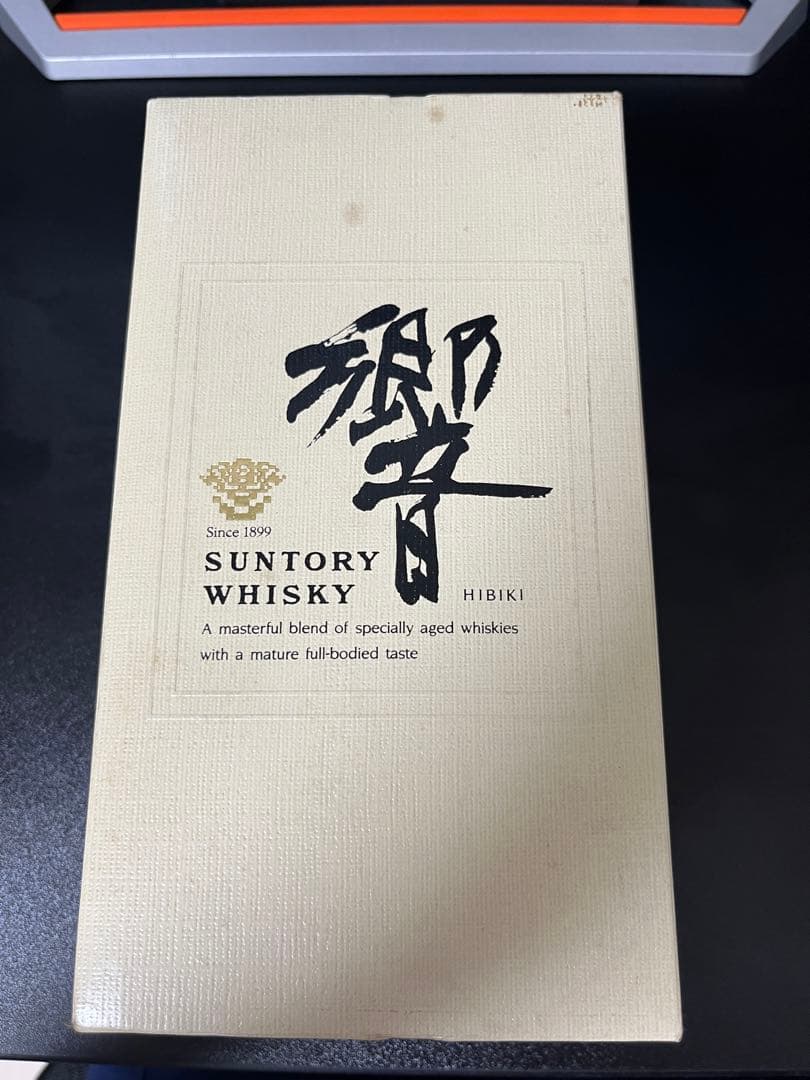 響
Since 1899
SUNTORY
WHISKY
HIBIKI
A masterful blend of specially aged whiskies
with a mature full-bodied taste